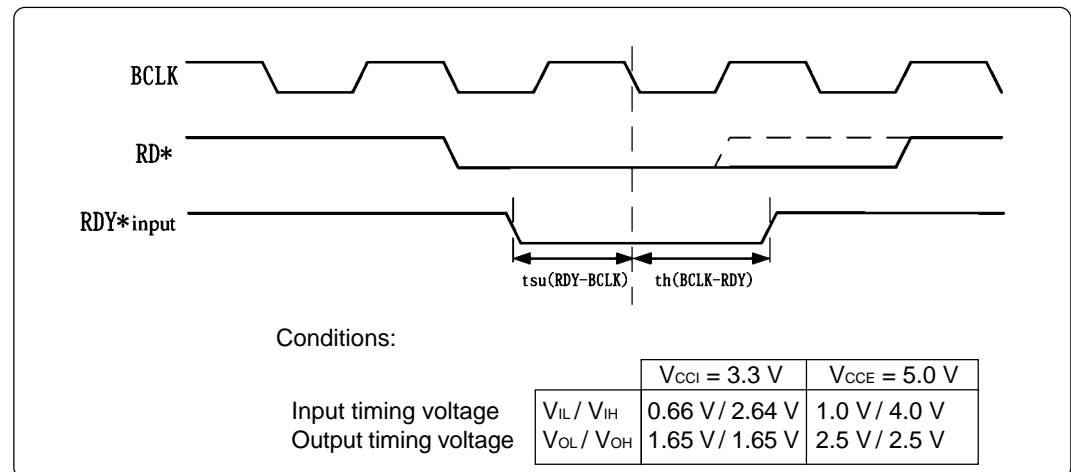 BCLK
RD*
RDY*input
tsu(RDY-BCLK) th(BCLK-RDY)
Conditions:
VCCI = 3.3 V VCCE = 5.0 V
Input timing voltage VIL / VIH 0.66 V / 2.64 V 1.0 V / 4.0 V
Output timing voltage VOL / VOH 1.65 V / 1.65 V 2.5 V / 2.5 V